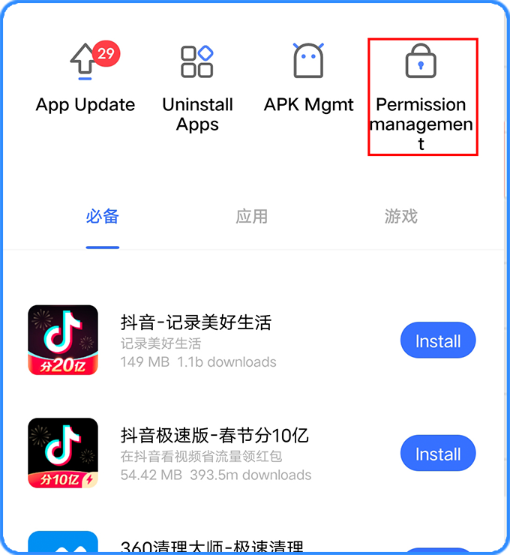 29
App Update
Uninstall
Apps
APK Mgmt
Permission
managemen
t
必备
应用
游戏
抖音-记录美好生活
记录美好生活
149 MB 1.1b downloads
Install
分20亿
抖音极速版-春节分10亿
在抖音看视频省流量领红包
54.42 MB 393.5m downloads
Install
分10亿
360清理大师-极速清理